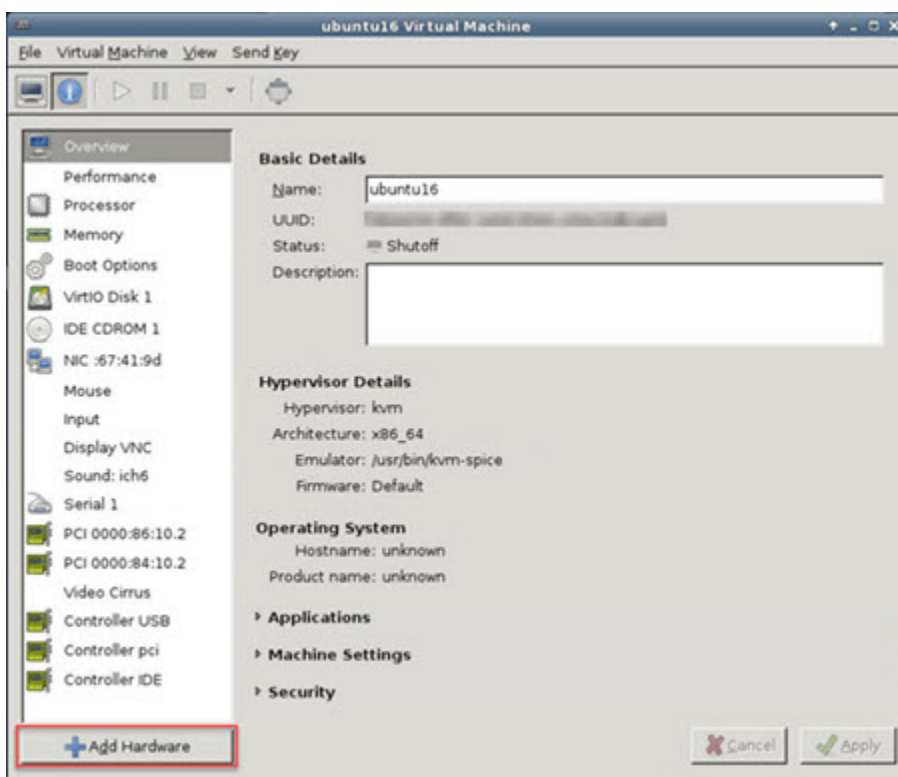 ubuntu16 Virtual Machine
File Virtual Machine View Send Key
Overview
Performance
Processor
Memory
Boot Options
VirtIO Disk 1
IDE CDROM 1
NIC :67:41:9d
Mouse
Input
Display VNC
Sound: ich6
Serial 1
PCI 0000:86:10.2
PCI 0000:84:10.2
Video Cirrus
Controller USB
Controller pci
Controller IDE
Add Hardware
Basic Details
Name: ubuntu16
UUID:
Status: Shutoff
Description:
Hypervisor Details
Hypervisor: kvm
Architecture: x86_64
Emulator: /usr/bin/kvm-spice
Firmware: Default
Operating System
Hostname: unknown
Product name: unknown
Applications
Machine Settings
Security
Cancel Apply